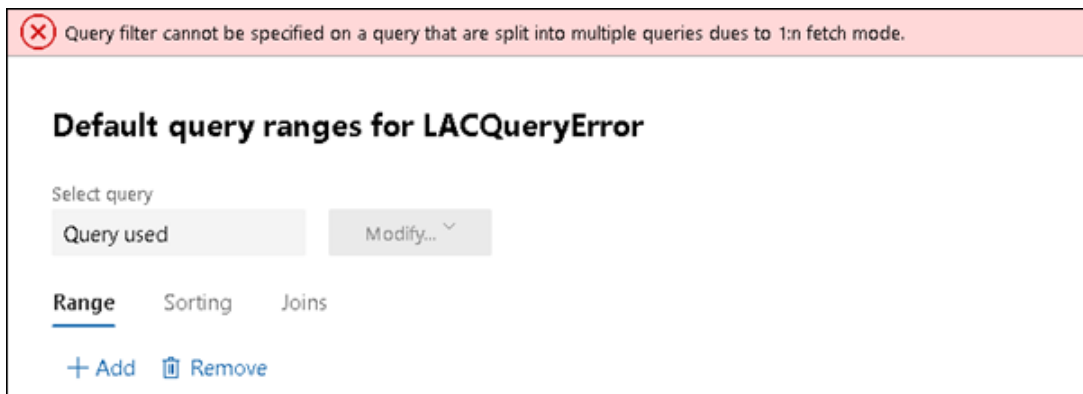 Query filter cannot be specified on a query that are split into multiple queries dues to 1:n fetch mode.
Default query ranges for LACQueryError
Select query
Query used Modify...
Range Sorting Joins
+ Add Remove